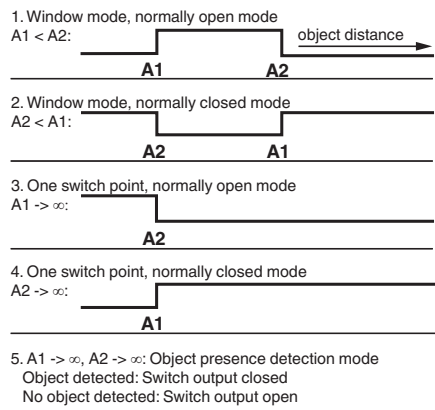 1. Window mode, normally open mode
A1 < A2:
object distance
A1 A2
2. Window mode, normally closed mode
A2 < A1:
A2 A1
3. One switch point, normally open mode
A1 -> ∞:
A2
4. One switch point, normally closed mode
A2 -> ∞:
A1
5. A1 -> ∞, A2 -> ∞: Object presence detection mode
Object detected: Switch output closed
No object detected: Switch output open